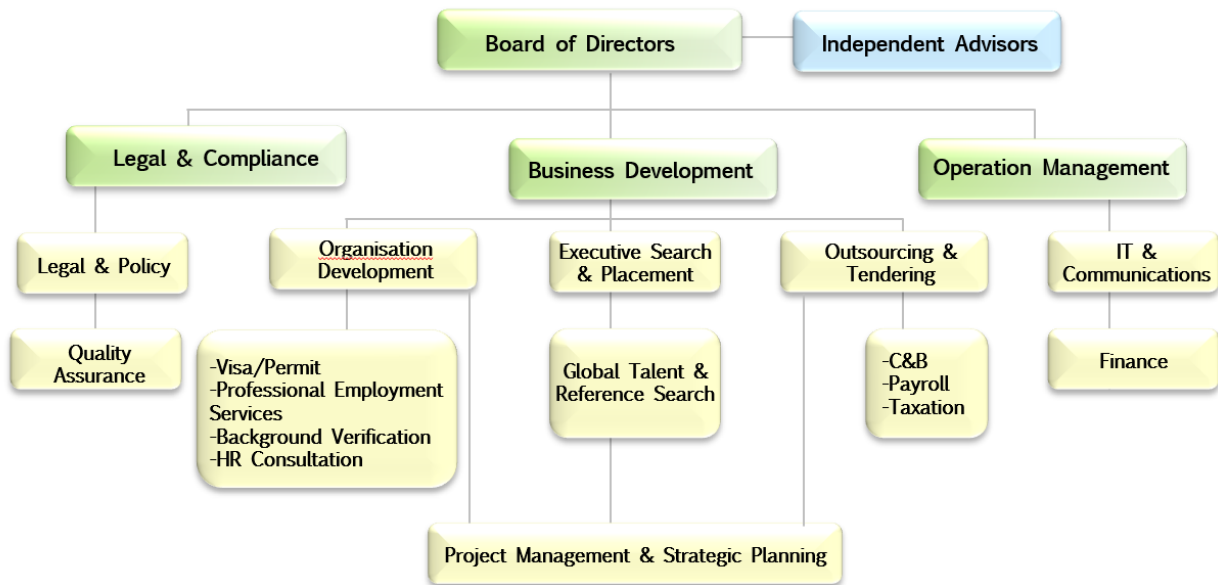 Board of Directors
Independent Advisors
Legal & Compliance
Business Development
Operation Management
Legal & Policy
Organisation
Development
Executive Search
& Placement
Outsourcing &
Tendering
IT &
Communications
Quality
Assurance
-Visa/Permit
-Professional Employment
Services
-Background Verification
-HR Consultation
Global Talent &
Reference Search
-C&B
-Payroll
-Taxation
Finance
Project Management & Strategic Planning